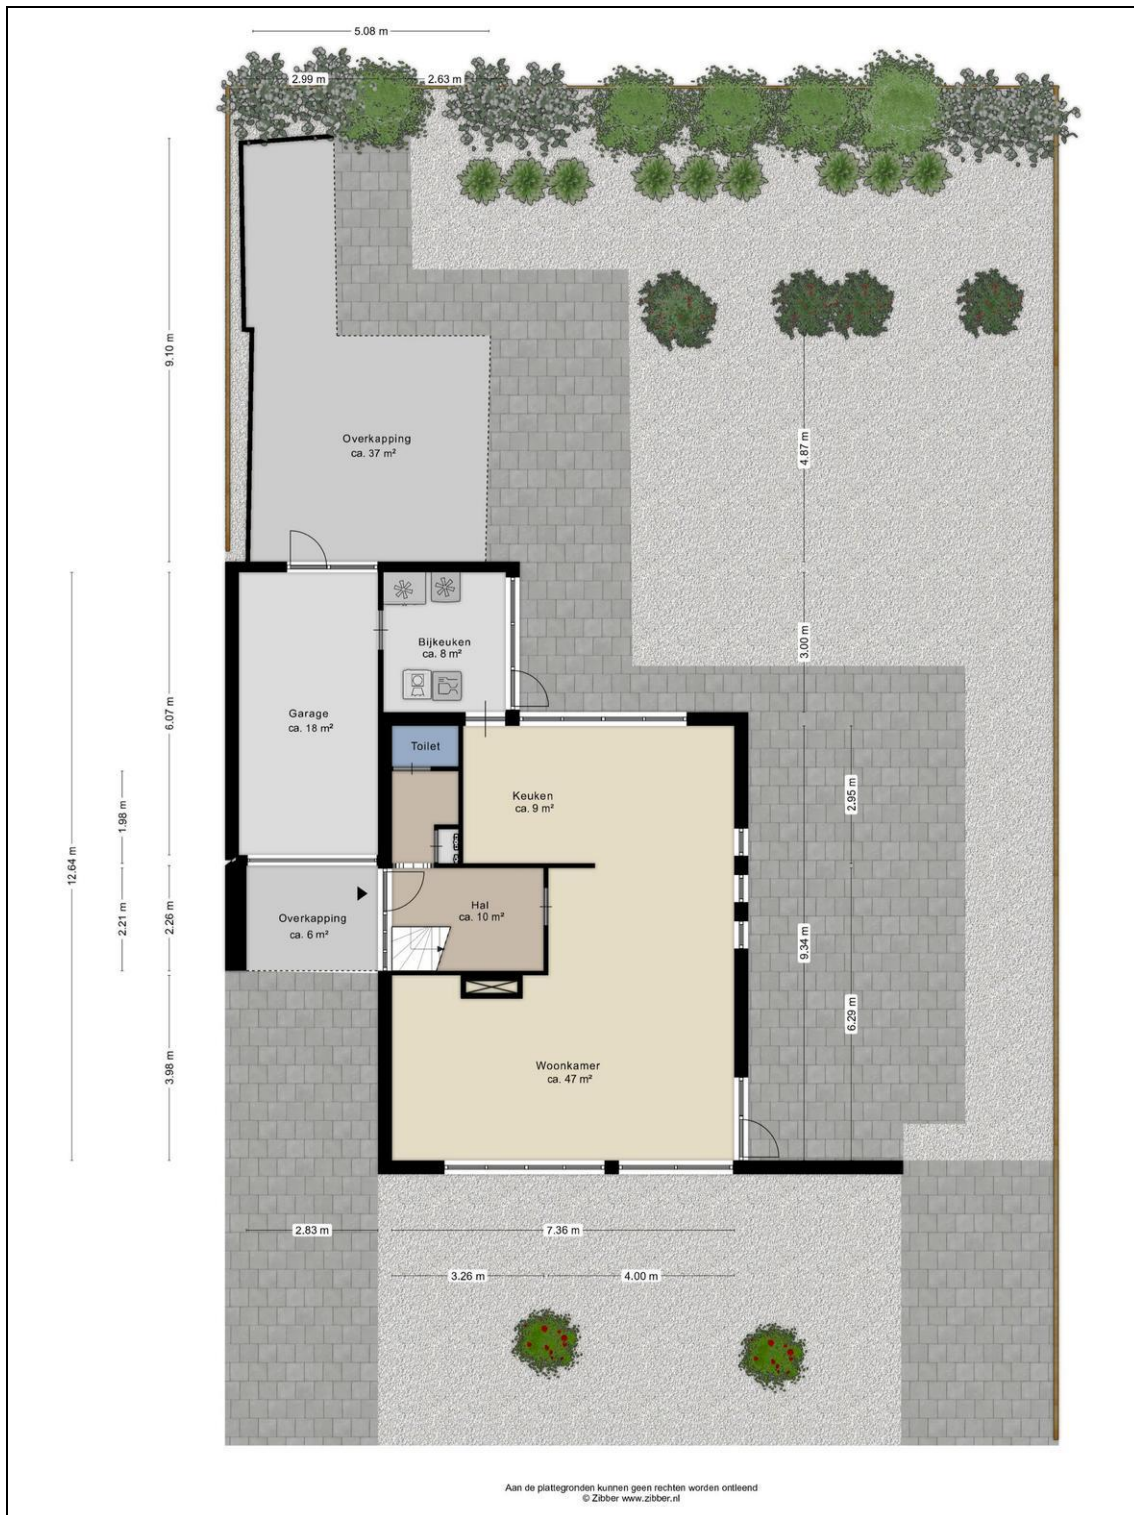 5.08 m
2.99 m
2.63 m
9.10 m
Overkapping
ca. 37 m²
4.87 m
3.00 m
Bijkeuken
ca. 8 m²
6.07 m
Garage
ca. 18 m²
Toilet
Keuken
ca. 9 m²
2.95 m
1.98 m
12.64 m
2.21 m
2.26 m
Overkapping
ca. 6 m²
Hal
ca. 10 m²
9.34 m
6.29 m
3.98 m
Woonkamer
ca. 47 m²
2.83 m
7.36 m
3.26 m
4.00 m
Aan de plattegronden kunnen geen rechten worden ontleend
© Zibber www.zibber.nl